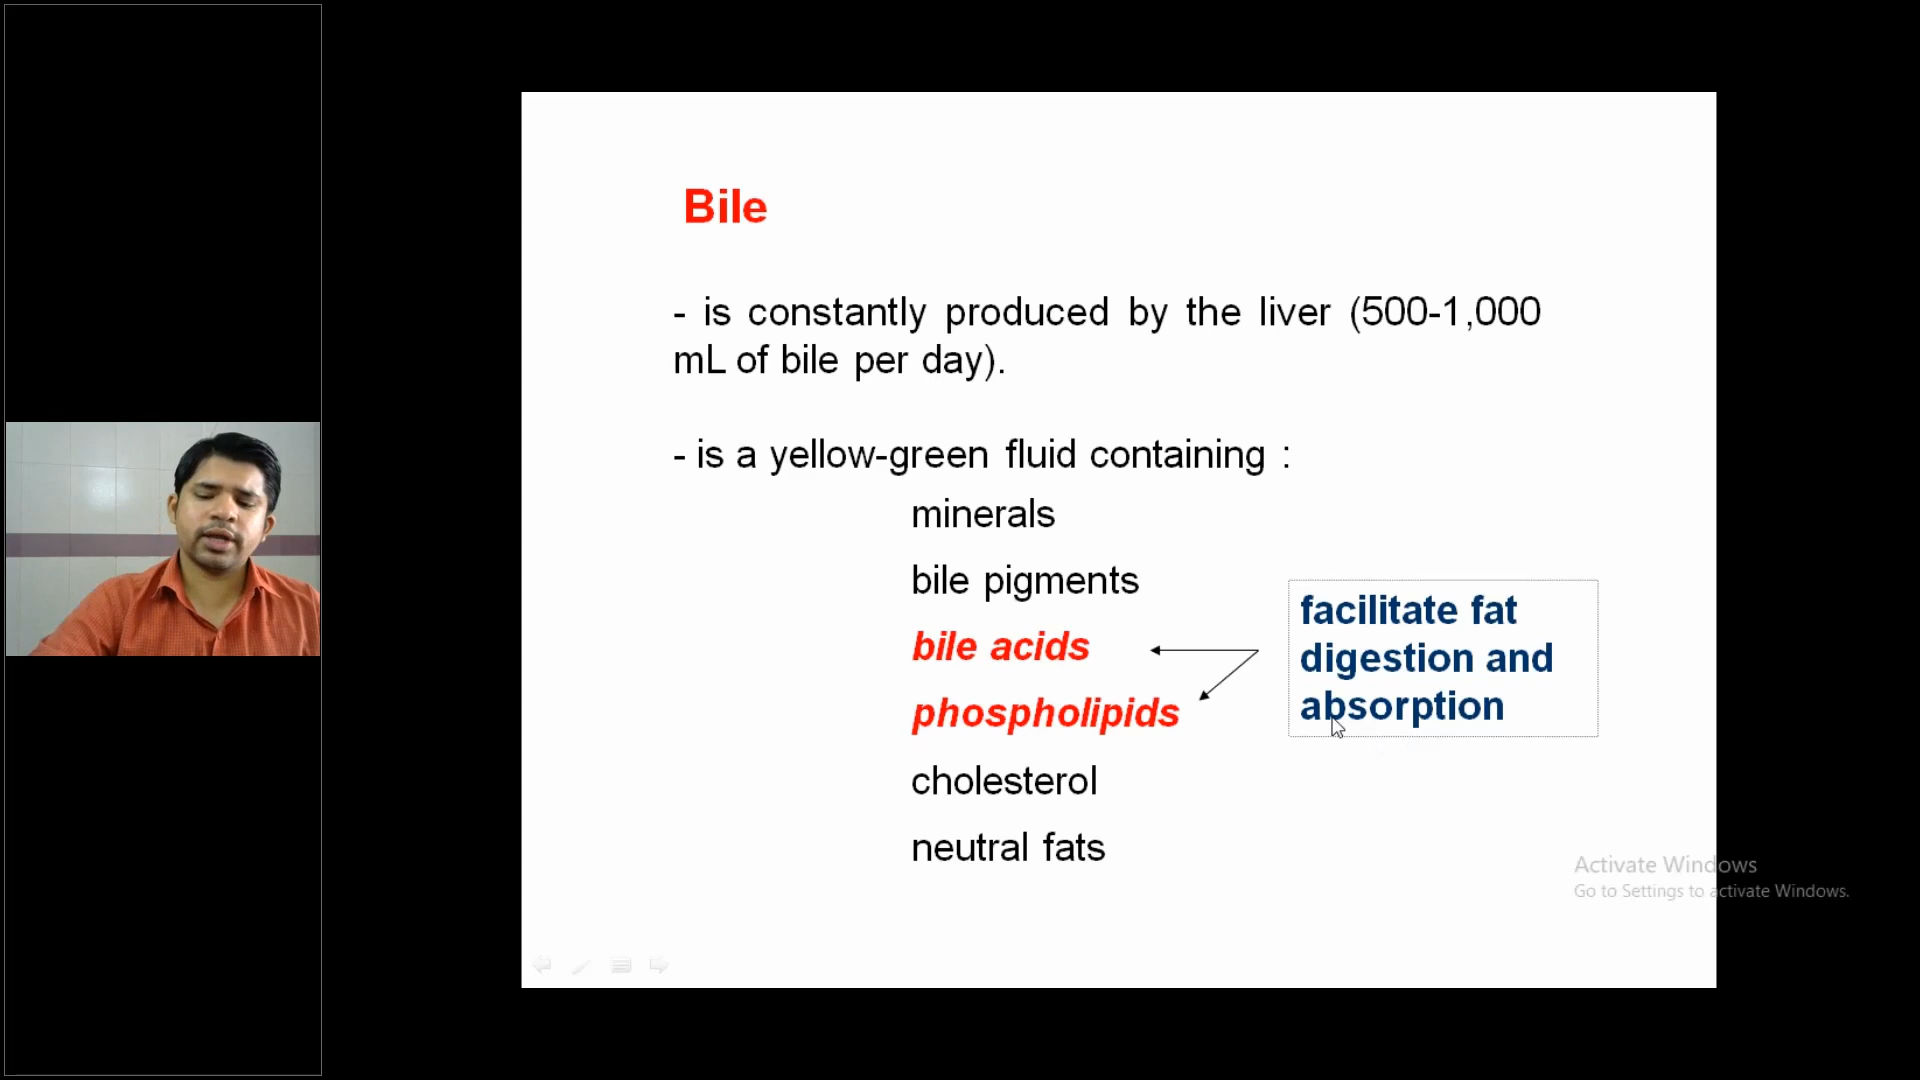 Bile
- is constantly produced by the liver (500-1,000
mL of bile per day).
- is a yellow-green fluid containing :
minerals
bile pigments
bile acids
phospholipids
cholesterol
neutral fats
facilitate fat
digestion and
absorption
Activate Windows
Go to Settings to activate Windows.